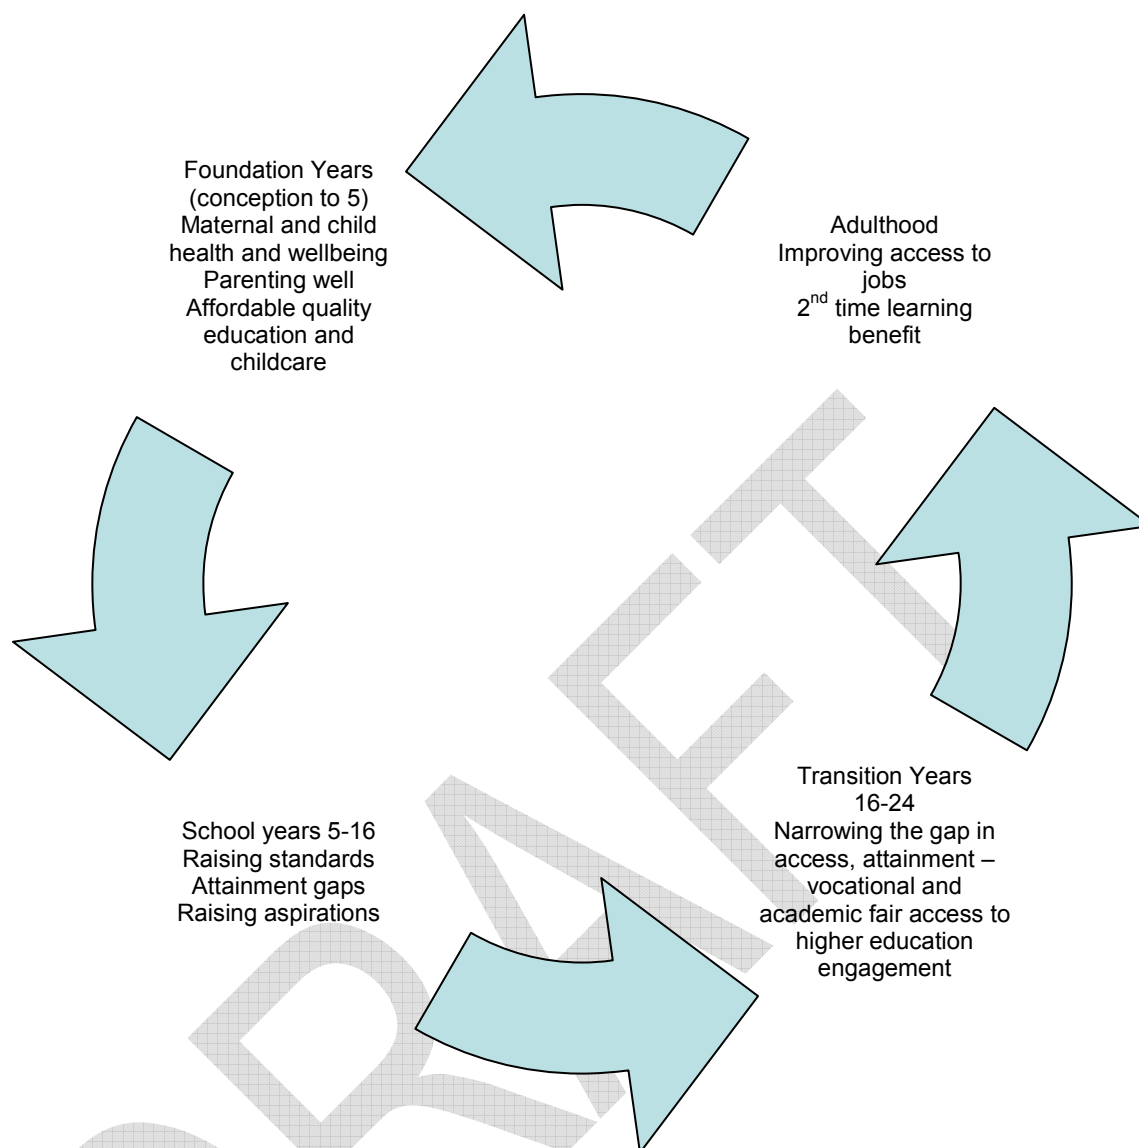 Foundation Years
(conception to 5)
Maternal and child
health and wellbeing
Parenting well
Affordable quality
education and
childcare
Adulthood
Improving access to
jobs
2nd time learning
benefit
School years 5-16
Raising standards
Attainment gaps
Raising aspirations
Transition Years
16-24
Narrowing the gap in
access, attainment –
vocational and
academic fair access to
higher education
engagement
DRAFT